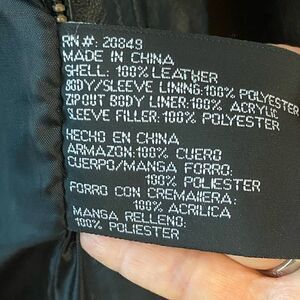 RN#: 20849
MADE IN CHINA
SHELL: 100% LEATHER
BODY/SLEEVE LINING:100% POLYESTER
ZIP OUT BODY LINER:100% ACRYLIC
SLEEVE FILLER: 100% POLYESTER
HECHO EN CHINA
ARMAZON:100% CUERO
CUERPO/MANGA FORRO:
100% POLIESTER
FORRO CON CREMALLERA:
100% ACRILICA
MANGA RELLENO:
100% POLIESTER